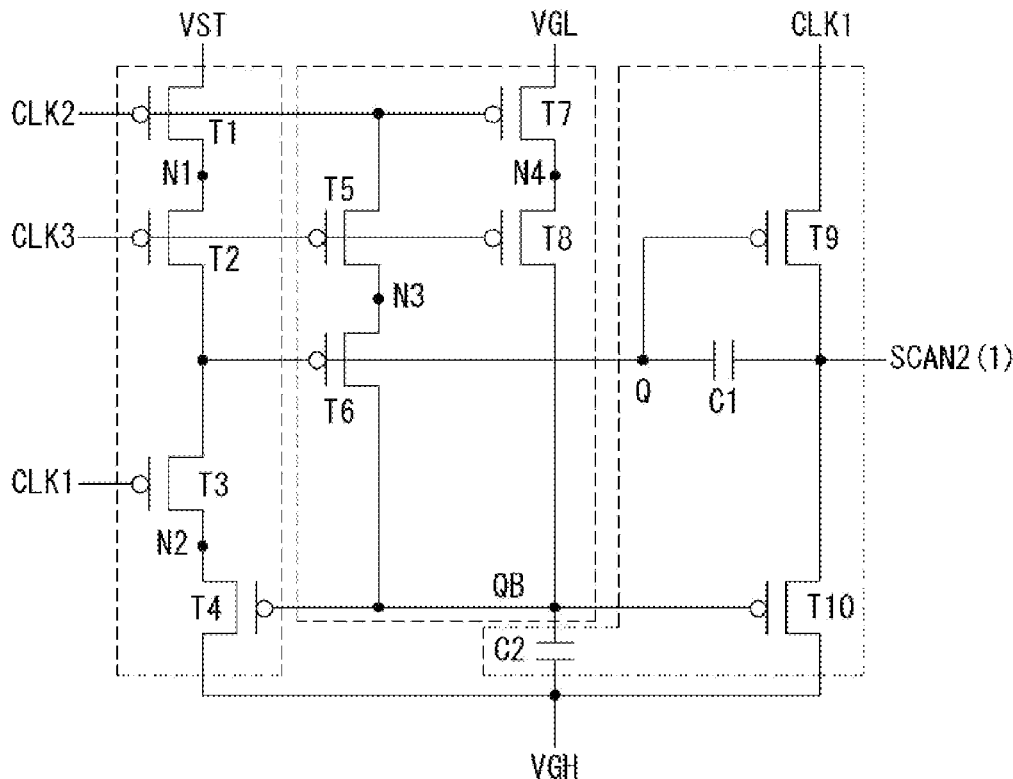 VST
VGL
CLK1
CLK2
T1
T7
N1
N4
T5
CLK3
T2
T8
T9
N3
SCAN2(1)
Q
C1
T6
CLK1
T3
N2
QB
T4
T10
C2
VGH